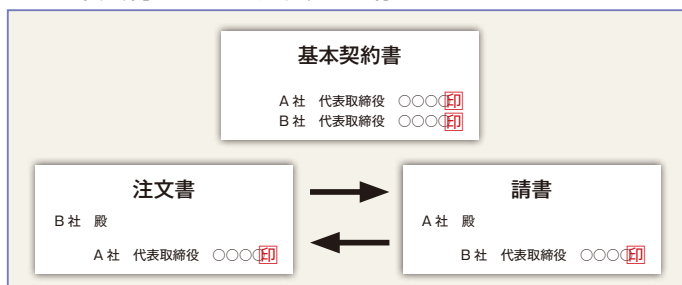 基本契約書
A社 代表取締役 ○○○○印
B社 代表取締役 ○○○○印
注文書
B社 殿
A社 代表取締役 ○○○○印
請書
A社 殿
B社 代表取締役 ○○○○印